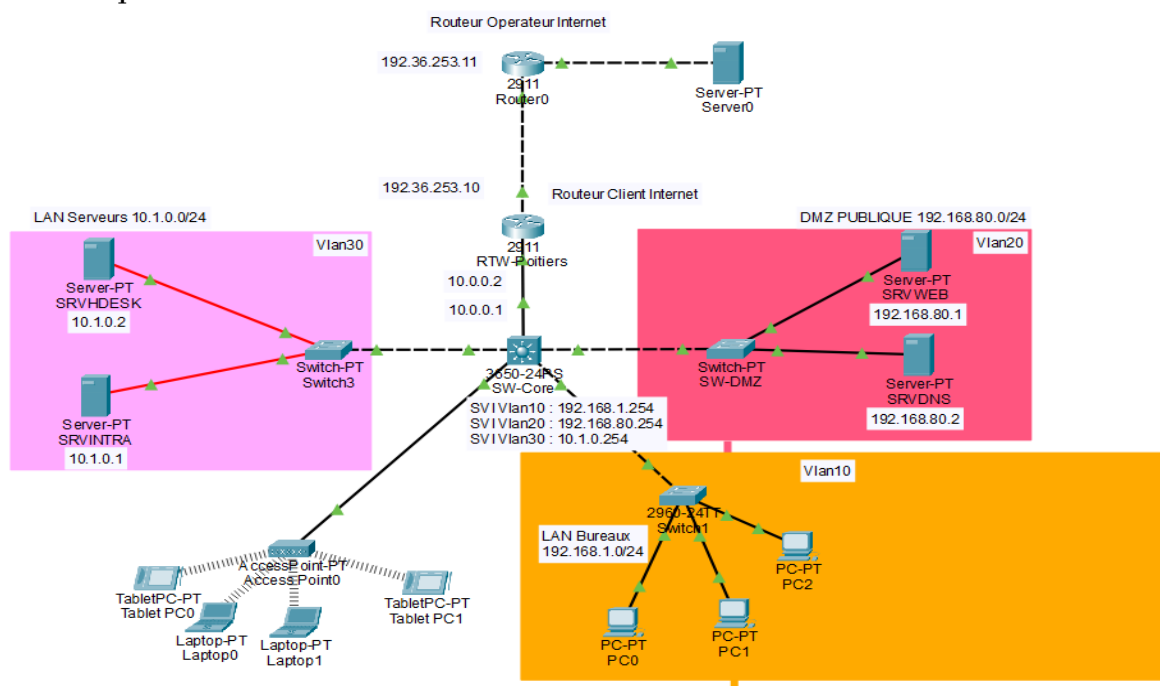 Routeur Operateur Internet
192.36.253.11
2911
Router0
Server-PT
Server0
192.36.253.10
Routeur Client Internet
LAN Serveurs 10.1.0.0/24
DMZ PUBLIQUE 192.168.80.0/24
Vlan30
Vlan20
2911
RTW-Poitiers
Server-PT
SRVHDESK
10.1.0.2
10.0.0.2
10.0.0.1
Server-PT
SRVWEB
192.168.80.1
Switch-PT
Switch3
3650-24PS
SW-Core
Switch-PT
SW-DMZ
Server-PT
SRVDNS
192.168.80.2
Server-PT
SRVINTRA
10.1.0.1
SVI Vlan10 : 192.168.1.254
SVI Vlan20 : 192.168.80.254
SVI Vlan30 : 10.1.0.254
Vlan10
2960-24TT
Switch1
LAN Bureaux
192.168.1.0/24
AccessPoint-PT
Access Point0
PC-PT
PC2
TabletPC-PT
Tablet PC0
TabletPC-PT
Tablet PC1
Laptop-PT
Laptop0
Laptop-PT
Laptop1
PC-PT
PC0
PC-PT
PC1